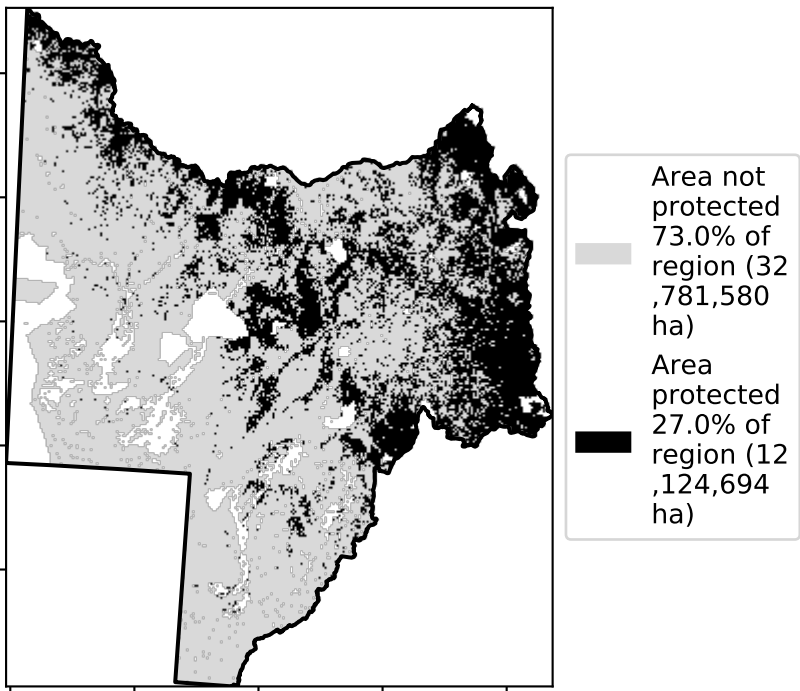 Area not
protected
73.0% of
region (32
,781,580
ha)
Area
protected
27.0% of
region (12
,124,694
ha)